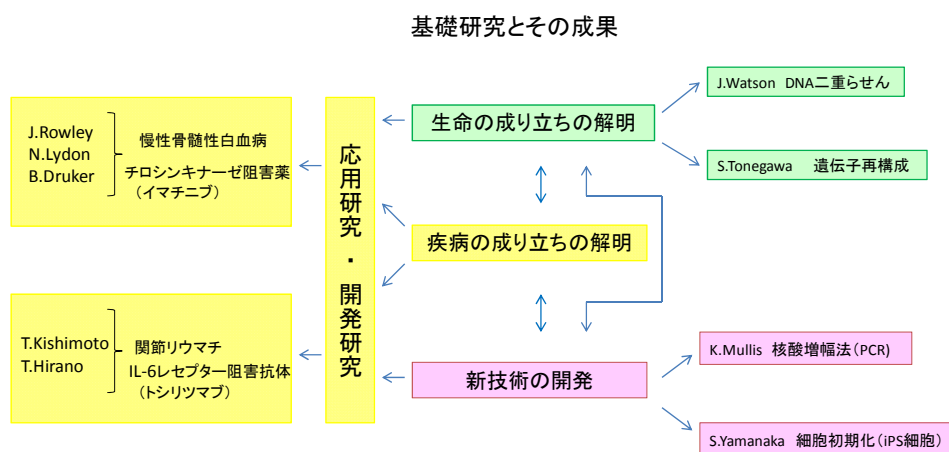 基礎研究とその成果
J.Rowley
N.Lydon
B.Druker
慢性骨髄性白血病
チロシンキナーゼ阻害薬
（イマチニブ）
T.Kishimoto
T.Hirano
関節リウマチ
IL-6レセプター阻害抗体
（トシリツマブ）
応用研究・開発研究
生命の成り立ちの解明
疾病の成り立ちの解明
新技術の開発
J.Watson DNA二重らせん
S.Tonegawa 遺伝子再構成
K.Mullis 核酸増幅法（PCR)
S.Yamanaka 細胞初期化（iPS細胞）